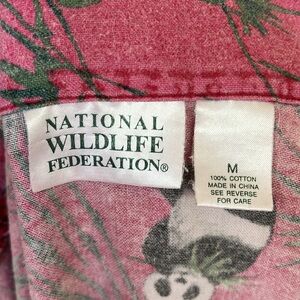 NATIONAL
WILDLIFE
FEDERATION®
M
100% COTTON
MADE IN CHINA
SEE REVERSE
FOR CARE